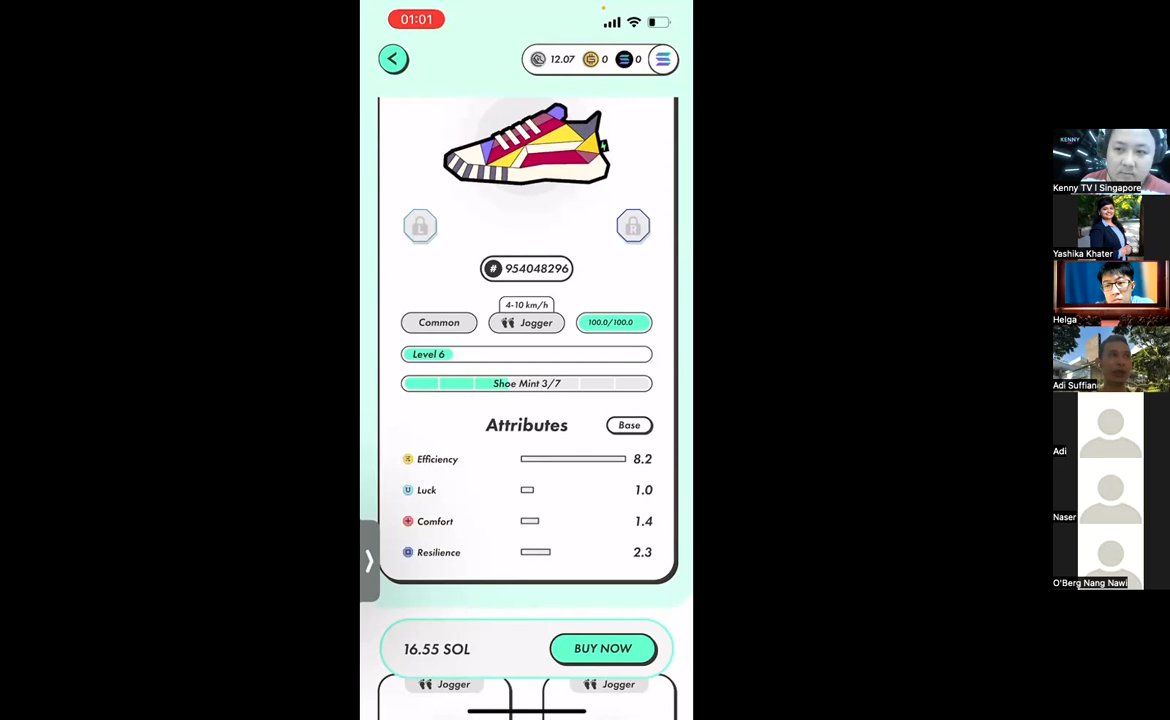 01:01
12.07 0 0
L R
# 954048296
4-10 km/h
Common Jogger 100.0/100.0
Level 6
Shoe Mint 3/7
Attributes Base
Efficiency 8.2
Luck 1.0
Comfort 1.4
Resilience 2.3
16.55 SOL BUY NOW
Jogger Jogger
KENNY
Kenny TV I Singapore
Yashika Khater
Helga
Adi Suffian
Adi
Naser
O'Berg Nang Nawi